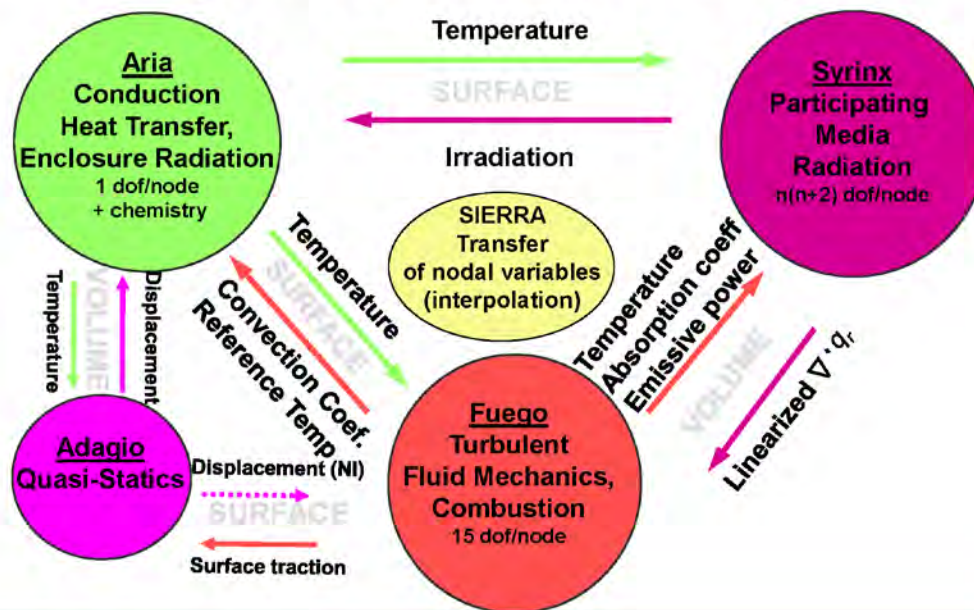 Aria
Conduction
Heat Transfer,
Enclosure Radiation
1 dof/node
+ chemistry
Temperature
SURFACE
Irradiation
Syrinx
Participating
Media
Radiation
n(n+2) dof/node
SIERRA
Transfer
of nodal variables
(interpolation)
Temperature
VOLUME
Displacement
Temperature
SURFACE
Convection Coef.
Reference Temp
Temperature
Absorption coeff
Emissive power
VOLUME
Linearized ∇·qᵣ
Adagio
Quasi-Statics
Displacement (NI)
SURFACE
Surface traction
Fuego
Turbulent
Fluid Mechanics,
Combustion
15 dof/node